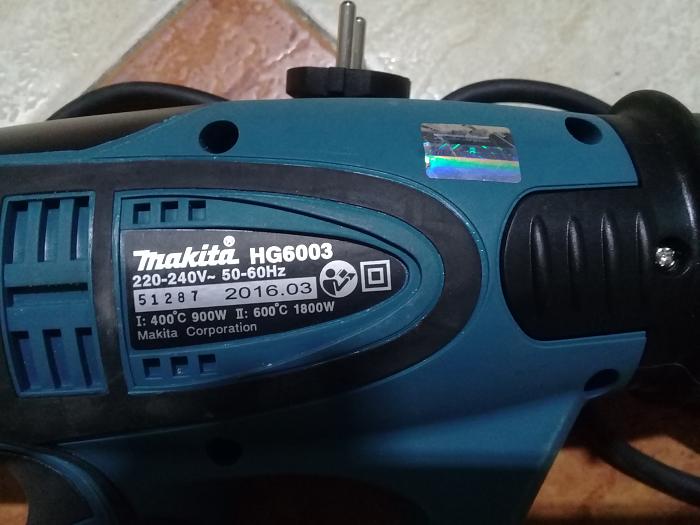 makita® HG6003
220-240V~ 50-60Hz
51287 2016.03
I: 400°C 900W II: 600°C 1800W
Makita Corporation